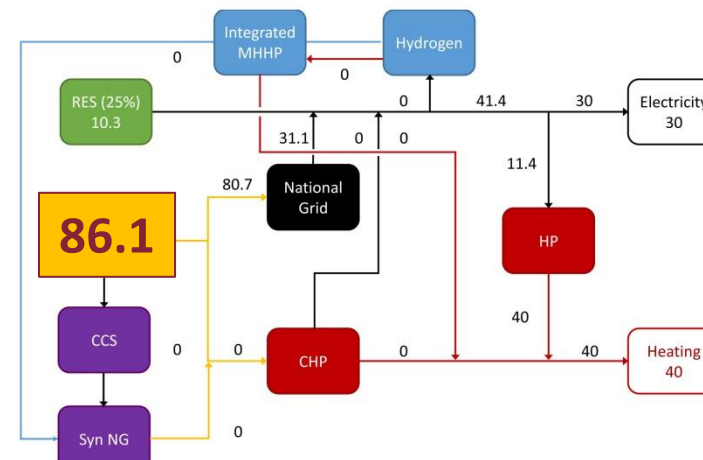 Integrated
MHHP
Hydrogen
0
0
RES (25%)
10.3
0
41.4
30
Electricity
30
31.1
0
0
11.4
80.7
National
Grid
86.1
HP
40
CCS
0
0
CHP
0
40
Heating
40
Syn NG
0